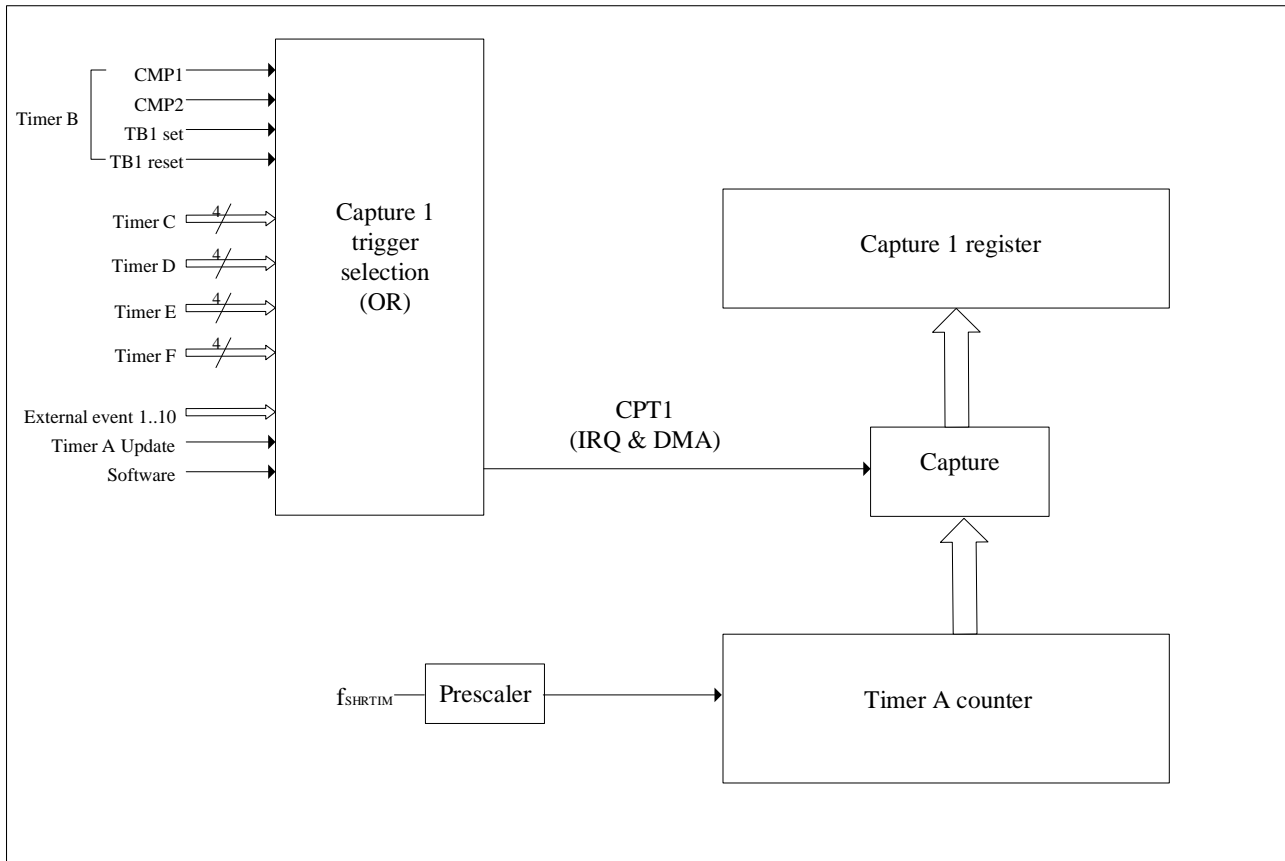 CMP1
CMP2
Timer B
TB1 set
TB1 reset
4
Timer C
4
Timer D
4
Timer E
4
Timer F
External event 1..10
Timer A Update
Software
Capture 1
trigger
selection
(OR)
CPT1
(IRQ & DMA)
Capture 1 register
Capture
fSHRTIM
Prescaler
Timer A counter